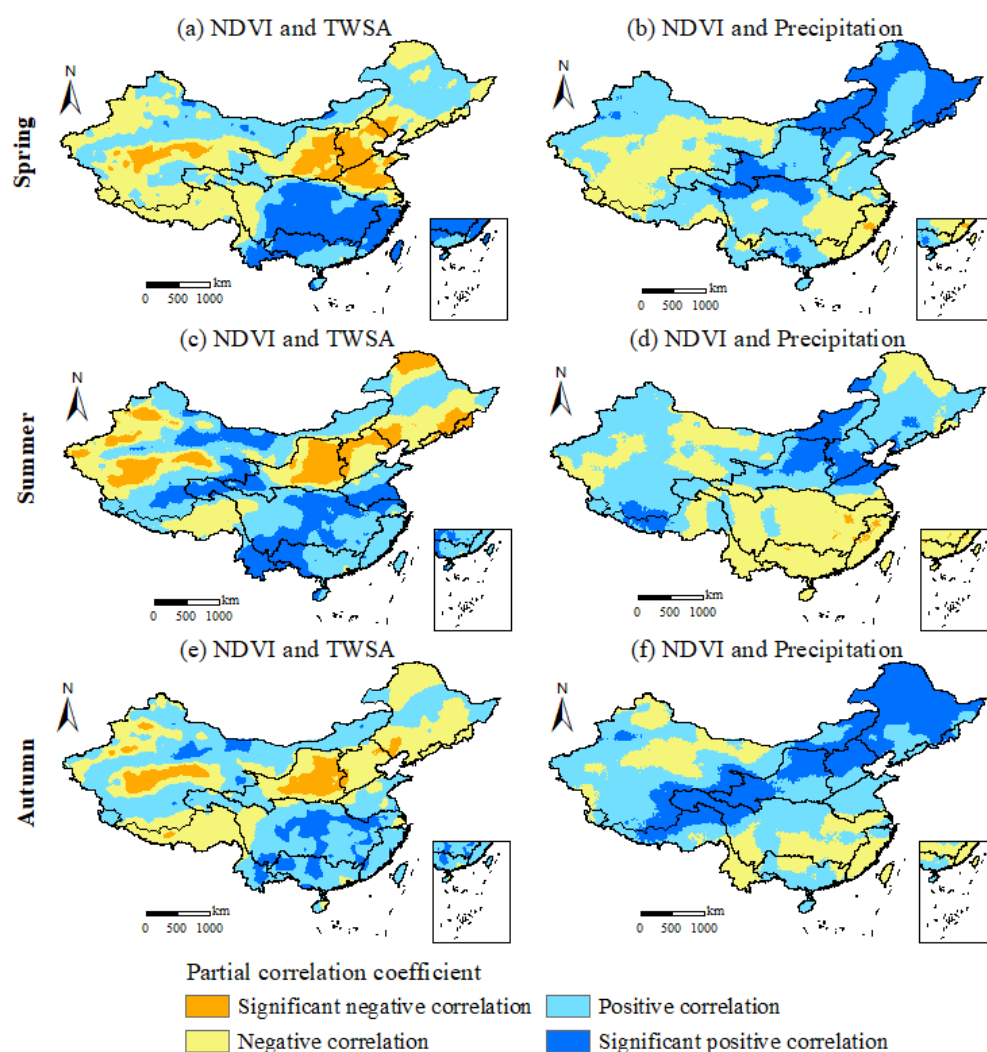 (a) NDVI and TWSA
(b) NDVI and Precipitation
Spring
N
N
km
0 500 1000
km
0 500 1000
(c) NDVI and TWSA
(d) NDVI and Precipitation
Summer
N
N
km
0 500 1000
km
0 500 1000
(e) NDVI and TWSA
(f) NDVI and Precipitation
Autumn
N
N
km
0 500 1000
km
0 500 1000
Partial correlation coefficient
Significant negative correlation
Positive correlation
Negative correlation
Significant positive correlation